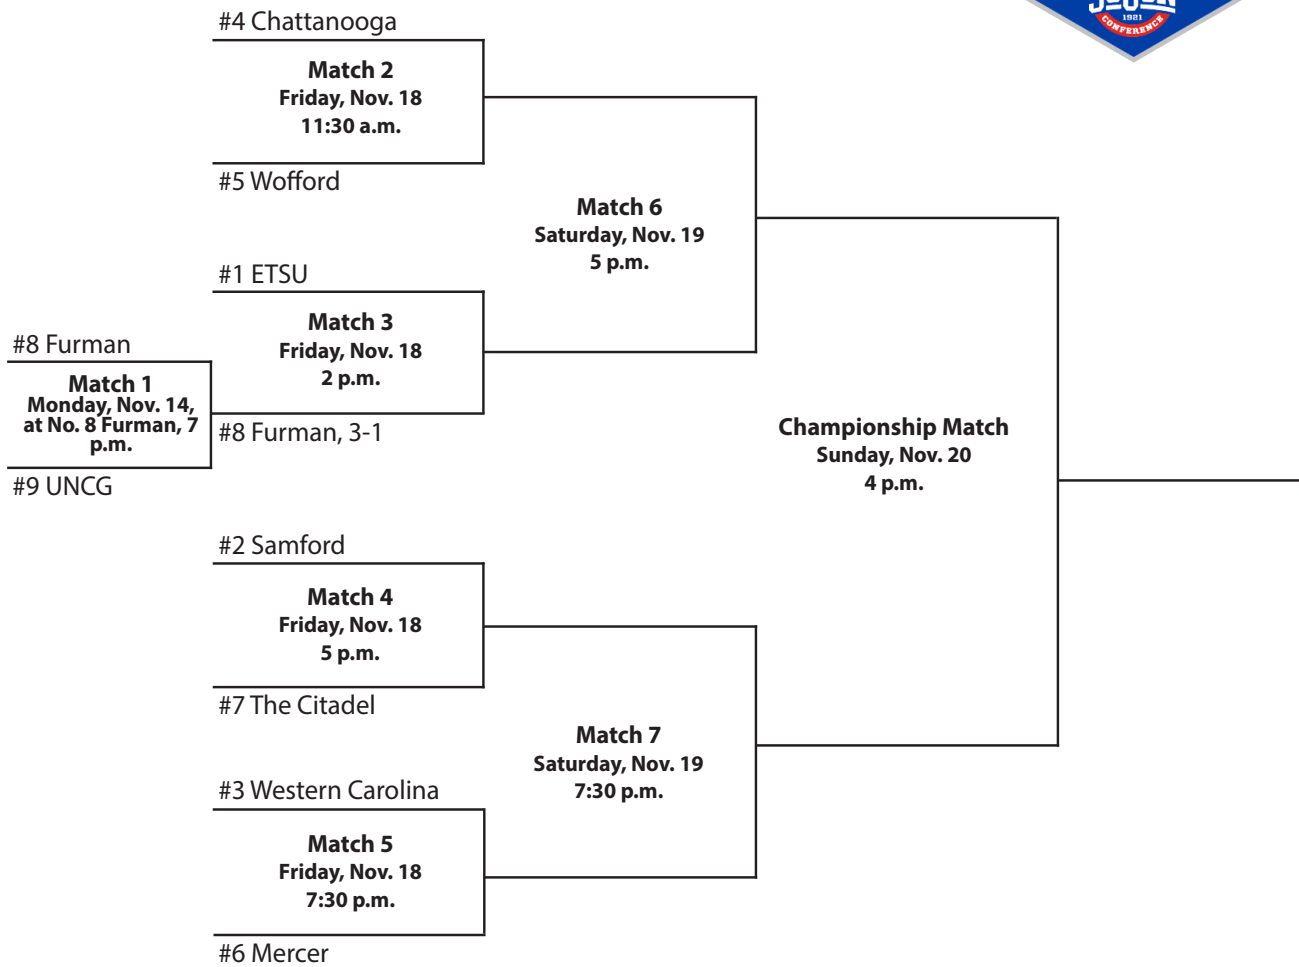 #4 Chattanooga
Match 2
Friday, Nov. 18
11:30 a.m.
#5 Wofford
Match 6
Saturday, Nov. 19
5 p.m.
#1 ETSU
Match 3
Friday, Nov. 18
2 p.m.
#8 Furman
Match 1
Monday, Nov. 14,
at No. 8 Furman, 7
p.m.
#8 Furman, 3-1
#9 UNCG
Championship Match
Sunday, Nov. 20
4 p.m.
#2 Samford
Match 4
Friday, Nov. 18
5 p.m.
#7 The Citadel
Match 7
Saturday, Nov. 19
7:30 p.m.
#3 Western Carolina
Match 5
Friday, Nov. 18
7:30 p.m.
#6 Mercer
1921
CONFERENCE